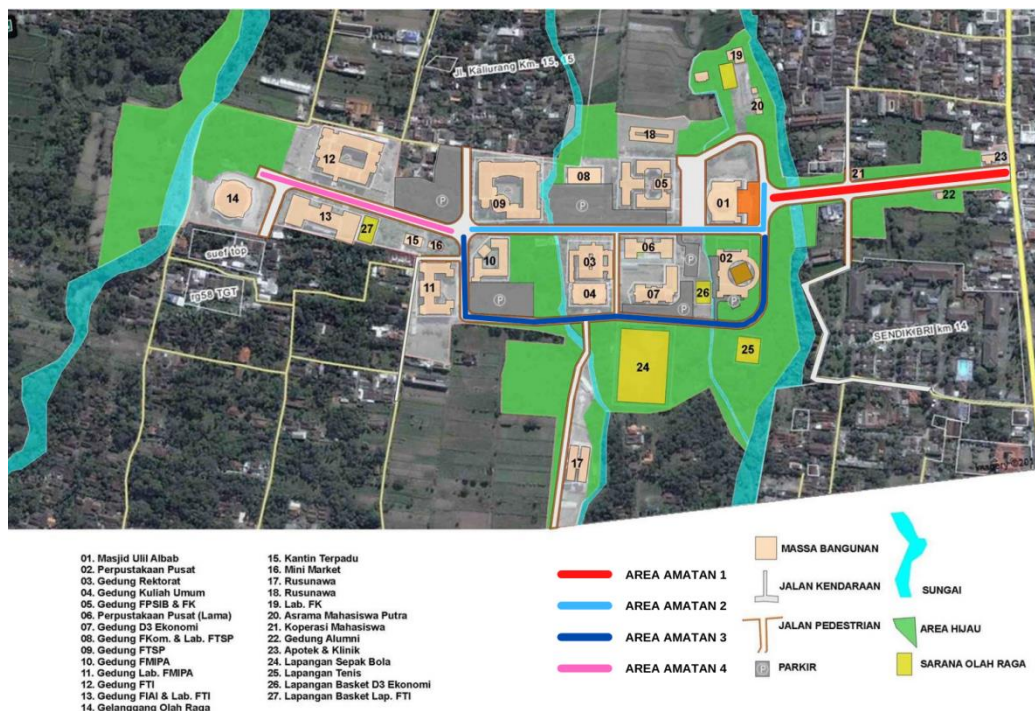 Jl. Kaliurang Km. 15, 15
19
20
18
12
P
08
05
09
P
01
21
23
22
14
13
27
15
16
06
02
03
10
P
11
04
07
26
P
P
P
suef top
rg58 TGT
24
25
SENDIK BRI km 14
17
01. Masjid Ulil Albab
02. Perpustakaan Pusat
03. Gedung Rektorat
04. Gedung Kuliah Umum
05. Gedung FPSIB & FK
06. Perpustakaan Pusat (Lama)
07. Gedung D3 Ekonomi
08. Gedung FKom. & Lab. FTSP
09. Gedung FTSP
10. Gedung FMIPA
11. Gedung Lab. FMIPA
12. Gedung FTI
13. Gedung FIAI & Lab. FTI
14. Gelanggang Olah Raga
15. Kantin Terpadu
16. Mini Market
17. Rusunawa
18. Rusunawa
19. Lab. FK
20. Asrama Mahasiswa Putra
21. Koperasi Mahasiswa
22. Gedung Alumni
23. Apotek & Klinik
24. Lapangan Sepak Bola
25. Lapangan Tenis
26. Lapangan Basket D3 Ekonomi
27. Lapangan Basket Lap. FTI
AREA AMATAN 1
AREA AMATAN 2
AREA AMATAN 3
AREA AMATAN 4
MASSA BANGUNAN
JALAN KENDARAAN
JALAN PEDESTRIAN
P PARKIR
SUNGAI
AREA HIJAU
SARANA OLAH RAGA